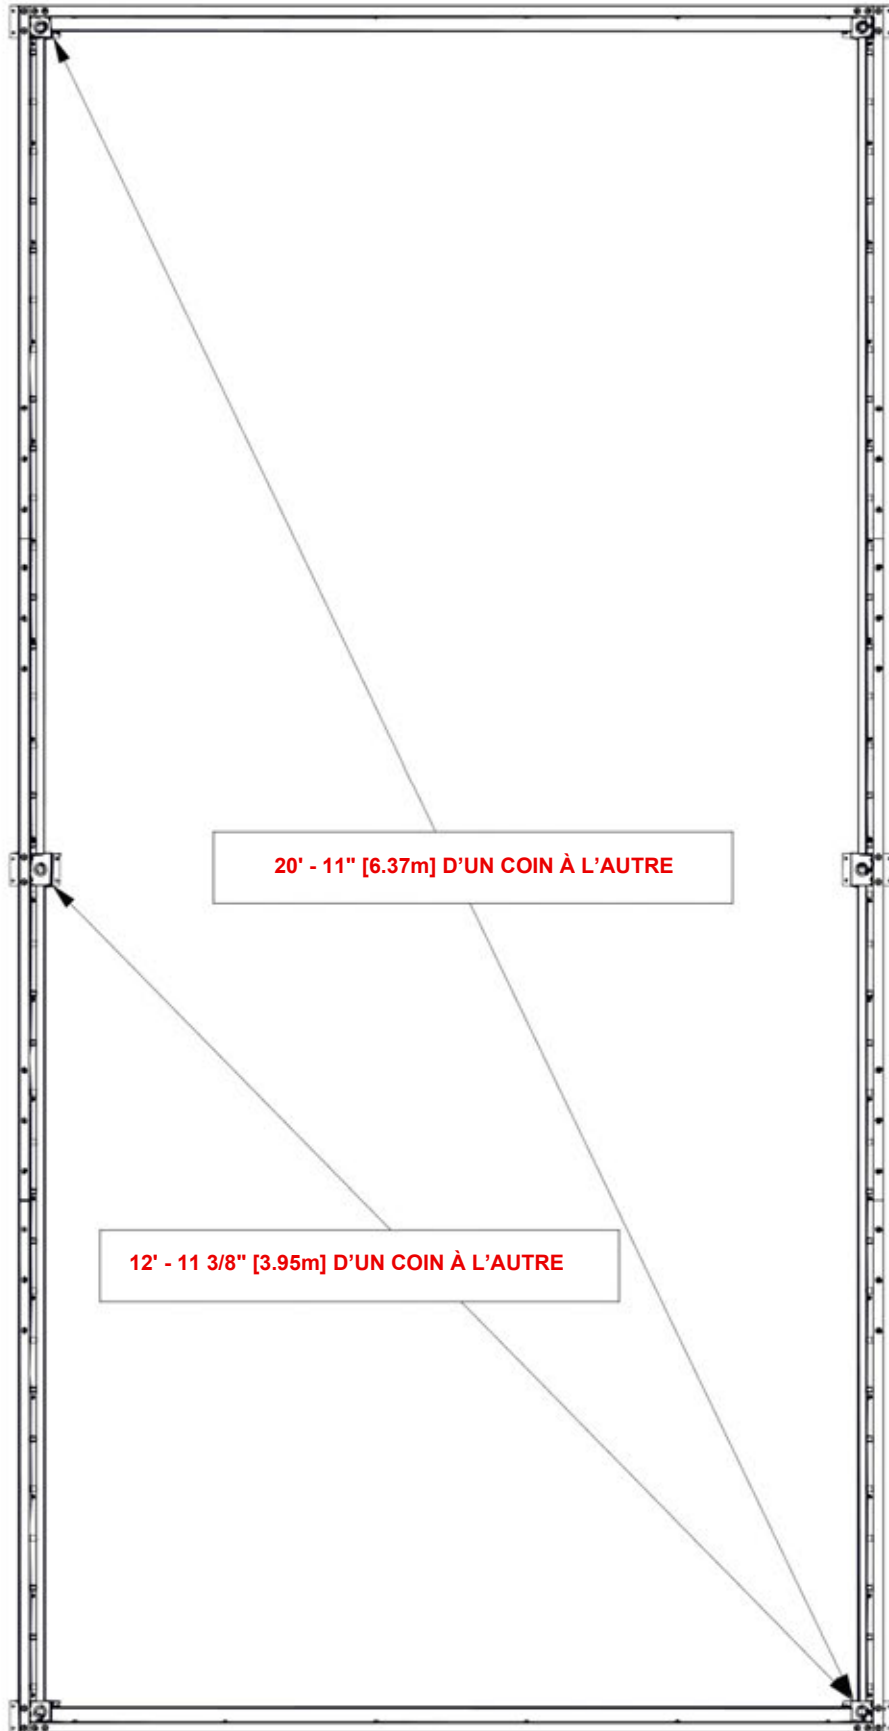 20' - 11" [6.37m] D’UN COIN À L’AUTRE
12' - 11 3/8" [3.95m] D’UN COIN À L’AUTRE